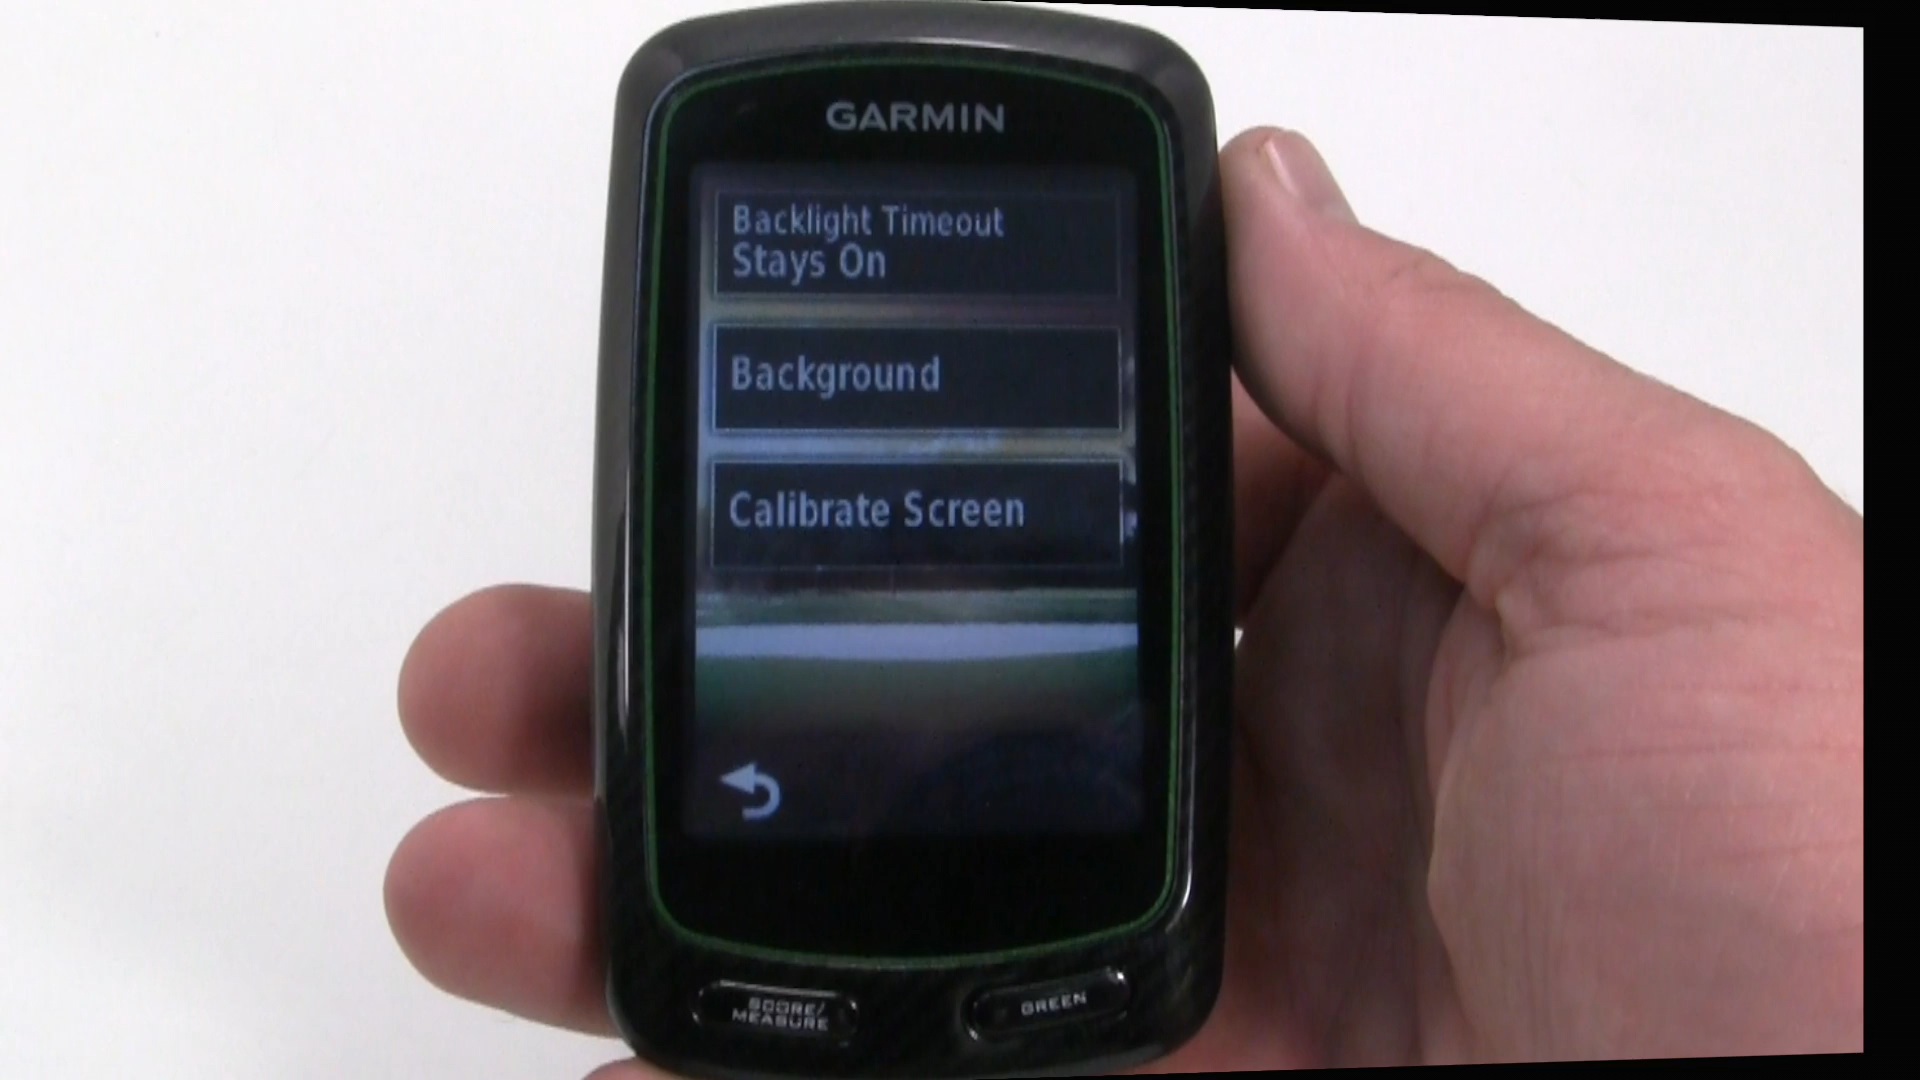 GARMIN
Backlight Timeout
Stays On
Background
Calibrate Screen
SCORE/
MEASURE
GREEN